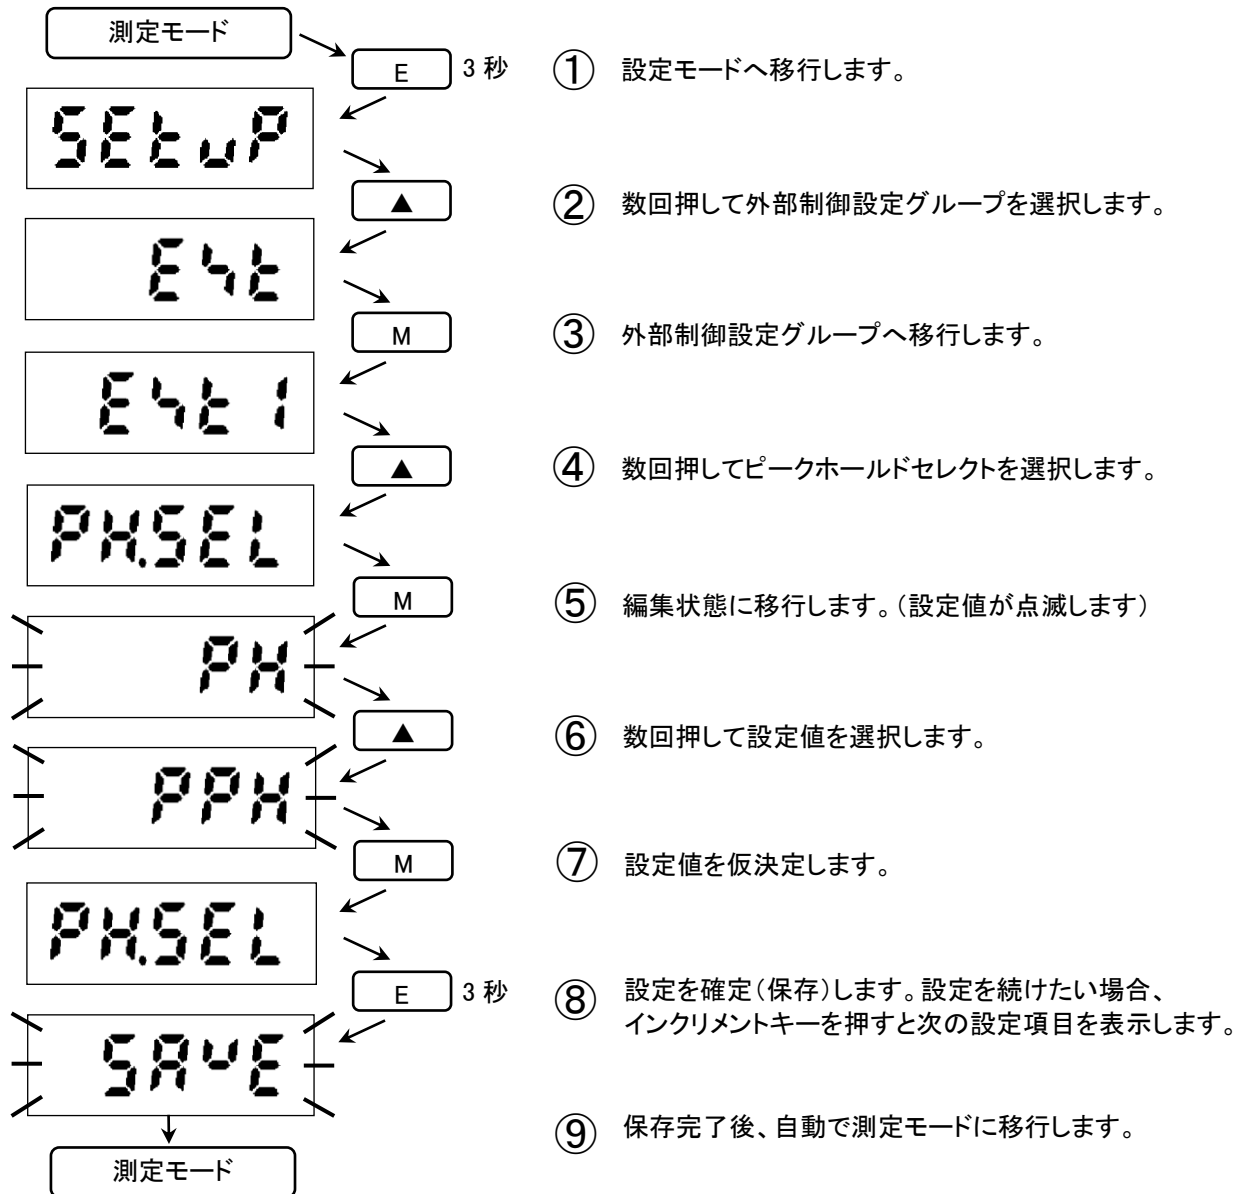 測定モード
E 3 秒 ① 設定モードへ移行します。
SEtuP
▲ ② 数回押して外部制御設定グループを選択します。
Ext
M ③ 外部制御設定グループへ移行します。
Ext 1
▲ ④ 数回押してピークホールドセレクトを選択します。
PH.SEL
M ⑤ 編集状態に移行します。(設定値が点滅します)
PH
▲ ⑥ 数回押して設定値を選択します。
PPH
M ⑦ 設定値を仮決定します。
PH.SEL
E 3 秒 ⑧ 設定を確定(保存)します。設定を続けたい場合、
インクリメントキーを押すと次の設定項目を表示します。
SAvE
⑨ 保存完了後、自動で測定モードに移行します。
測定モード